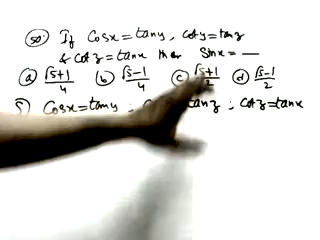 50. If Cosx = tany, Coty = tanz
& Cotz = tanx then Sinx = —
(a) √5+1/4 (b) √5-1/4 (c) √5+1/2 (d) √5-1/2
Cosx = tany ; tanz ; Cotz = tanx